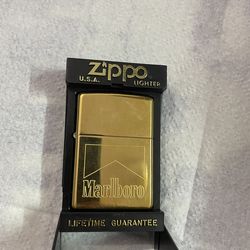 Zippo
U.S.A. LIGHTER
Marlboro
LIFETIME GUARANTEE